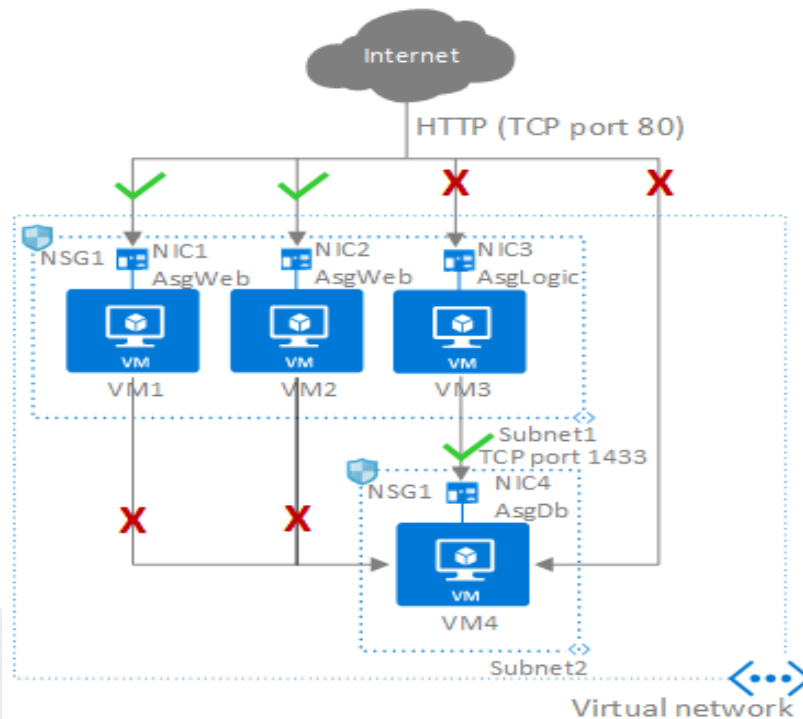 Internet
HTTP (TCP port 80)
NSG1
NIC1
AsgWeb
NIC2
AsgWeb
NIC3
AsgLogic
VM
VM
VM
VM1
VM2
VM3
Subnet1
TCP port 1433
NSG1
NIC4
AsgDb
VM
VM4
Subnet2
Virtual network